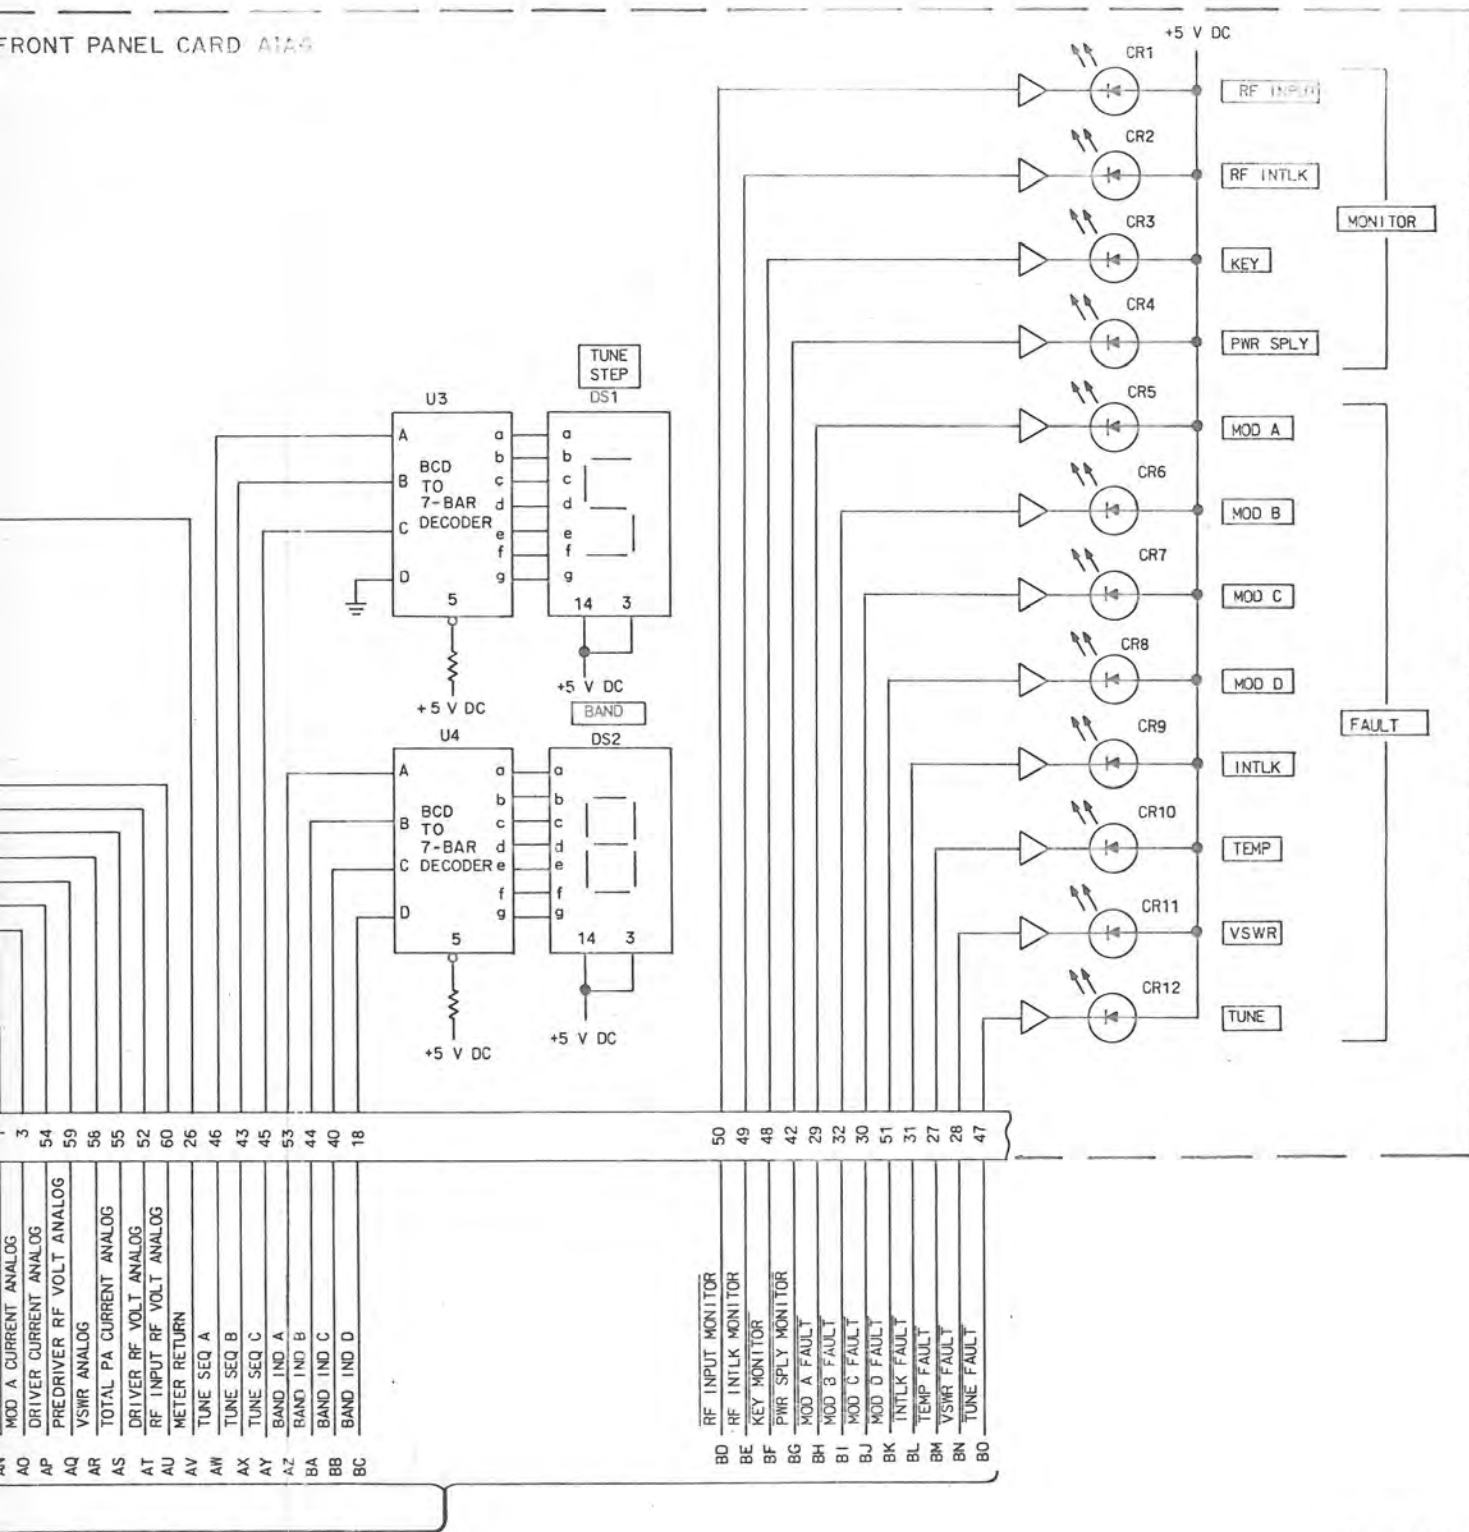 FRONT PANEL CARD A1A9
+5 V DC
CR1
RF INPUT
CR2
RF INTLK
CR3
KEY
CR4
PWR SPLY
MONITOR
CR5
MOD A
CR6
MOD B
CR7
MOD C
CR8
MOD D
CR9
INTLK
CR10
TEMP
CR11
VSWR
CR12
TUNE
FAULT
TUNE
STEP
DS1
U3
A
B
C
D
BCD
TO
7-BAR
DECODER
a
b
c
d
e
f
g
5
+5 V DC
a
b
c
d
e
f
g
14 3
+5 V DC
BAND
DS2
U4
A
B
C
D
BCD
TO
7-BAR
DECODER
a
b
c
d
e
f
g
5
+5 V DC
a
b
c
d
e
f
g
14 3
+5 V DC
3
54
59
56
55
52
60
26
46
43
45
53
44
40
18
50
49
48
42
29
32
30
51
31
27
28
47
MOD A CURRENT ANALOG
DRIVER CURRENT ANALOG
PREDRIVER RF VOLT ANALOG
VSWR ANALOG
TOTAL PA CURRENT ANALOG
DRIVER RF VOLT ANALOG
RF INPUT RF VOLT ANALOG
METER RETURN
TUNE SEQ A
TUNE SEQ B
TUNE SEQ C
BAND IND A
BAND IND B
BAND IND C
BAND IND D
RF INPUT MONITOR
RF INTLK MONITOR
KEY MONITOR
PWR SPLY MONITOR
MOD A FAULT
MOD B FAULT
MOD C FAULT
MOD D FAULT
INTLK FAULT
TEMP FAULT
VSWR FAULT
TUNE FAULT
AN
AO
AP
AQ
AR
AS
AT
AU
AV
AW
AX
AY
AZ
BA
BB
BC
BD
BE
BF
BG
BH
BI
BJ
BK
BL
BM
BN
BO